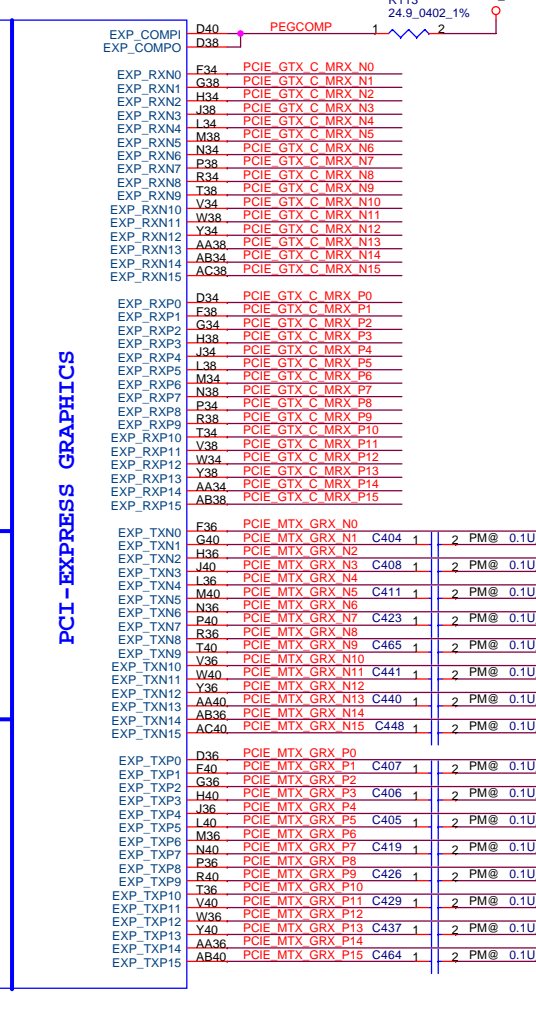 R113
24.9_0402_1%
EXP_COMPI D40 PEGCOMP 1 2
EXP_COMPO D38
EXP_RXN0 F34 PCIE_GTX_C_MRX_N0
EXP_RXN1 G38 PCIE_GTX_C_MRX_N1
EXP_RXN2 H34 PCIE_GTX_C_MRX_N2
EXP_RXN3 J38 PCIE_GTX_C_MRX_N3
EXP_RXN4 L34 PCIE_GTX_C_MRX_N4
EXP_RXN5 M38 PCIE_GTX_C_MRX_N5
EXP_RXN6 N34 PCIE_GTX_C_MRX_N6
EXP_RXN7 P38 PCIE_GTX_C_MRX_N7
EXP_RXN8 R34 PCIE_GTX_C_MRX_N8
EXP_RXN9 T38 PCIE_GTX_C_MRX_N9
EXP_RXN10 V34 PCIE_GTX_C_MRX_N10
EXP_RXN11 W38 PCIE_GTX_C_MRX_N11
EXP_RXN12 Y34 PCIE_GTX_C_MRX_N12
EXP_RXN13 AA38 PCIE_GTX_C_MRX_N13
EXP_RXN14 AB34 PCIE_GTX_C_MRX_N14
EXP_RXN15 AC38 PCIE_GTX_C_MRX_N15
EXP_RXP0 D34 PCIE_GTX_C_MRX_P0
EXP_RXP1 F38 PCIE_GTX_C_MRX_P1
EXP_RXP2 G34 PCIE_GTX_C_MRX_P2
EXP_RXP3 H38 PCIE_GTX_C_MRX_P3
EXP_RXP4 J34 PCIE_GTX_C_MRX_P4
EXP_RXP5 L38 PCIE_GTX_C_MRX_P5
EXP_RXP6 M34 PCIE_GTX_C_MRX_P6
EXP_RXP7 N38 PCIE_GTX_C_MRX_P7
EXP_RXP8 P34 PCIE_GTX_C_MRX_P8
EXP_RXP9 R38 PCIE_GTX_C_MRX_P9
EXP_RXP10 T34 PCIE_GTX_C_MRX_P10
EXP_RXP11 V38 PCIE_GTX_C_MRX_P11
EXP_RXP12 W34 PCIE_GTX_C_MRX_P12
EXP_RXP13 Y38 PCIE_GTX_C_MRX_P13
EXP_RXP14 AA34 PCIE_GTX_C_MRX_P14
EXP_RXP15 AB38 PCIE_GTX_C_MRX_P15
PCI-EXPRESS GRAPHICS
EXP_TXN0 F36 PCIE_MTX_GRX_N0
EXP_TXN1 G40 PCIE_MTX_GRX_N1 C404 1 2 PM@ 0.1U
EXP_TXN2 H36 PCIE_MTX_GRX_N2
EXP_TXN3 J40 PCIE_MTX_GRX_N3 C408 1 2 PM@ 0.1U
EXP_TXN4 L36 PCIE_MTX_GRX_N4
EXP_TXN5 M40 PCIE_MTX_GRX_N5 C411 1 2 PM@ 0.1U
EXP_TXN6 N36 PCIE_MTX_GRX_N6
EXP_TXN7 P40 PCIE_MTX_GRX_N7 C423 1 2 PM@ 0.1U
EXP_TXN8 R36 PCIE_MTX_GRX_N8
EXP_TXN9 T40 PCIE_MTX_GRX_N9 C465 1 2 PM@ 0.1U
EXP_TXN10 V36 PCIE_MTX_GRX_N10
EXP_TXN11 W40 PCIE_MTX_GRX_N11 C441 1 2 PM@ 0.1U
EXP_TXN12 Y36 PCIE_MTX_GRX_N12
EXP_TXN13 AA40 PCIE_MTX_GRX_N13 C440 1 2 PM@ 0.1U
EXP_TXN14 AB36 PCIE_MTX_GRX_N14
EXP_TXN15 AC40 PCIE_MTX_GRX_N15 C448 1 2 PM@ 0.1U
EXP_TXP0 D36 PCIE_MTX_GRX_P0
EXP_TXP1 F40 PCIE_MTX_GRX_P1 C407 1 2 PM@ 0.1U
EXP_TXP2 G36 PCIE_MTX_GRX_P2
EXP_TXP3 H40 PCIE_MTX_GRX_P3 C406 1 2 PM@ 0.1U
EXP_TXP4 J36 PCIE_MTX_GRX_P4
EXP_TXP5 L40 PCIE_MTX_GRX_P5 C405 1 2 PM@ 0.1U
EXP_TXP6 M36 PCIE_MTX_GRX_P6
EXP_TXP7 N40 PCIE_MTX_GRX_P7 C419 1 2 PM@ 0.1U
EXP_TXP8 P36 PCIE_MTX_GRX_P8
EXP_TXP9 R40 PCIE_MTX_GRX_P9 C426 1 2 PM@ 0.1U
EXP_TXP10 T36 PCIE_MTX_GRX_P10
EXP_TXP11 V40 PCIE_MTX_GRX_P11 C429 1 2 PM@ 0.1U
EXP_TXP12 W36 PCIE_MTX_GRX_P12
EXP_TXP13 Y40 PCIE_MTX_GRX_P13 C437 1 2 PM@ 0.1U
EXP_TXP14 AA36 PCIE_MTX_GRX_P14
EXP_TXP15 AB40 PCIE_MTX_GRX_P15 C464 1 2 PM@ 0.1U